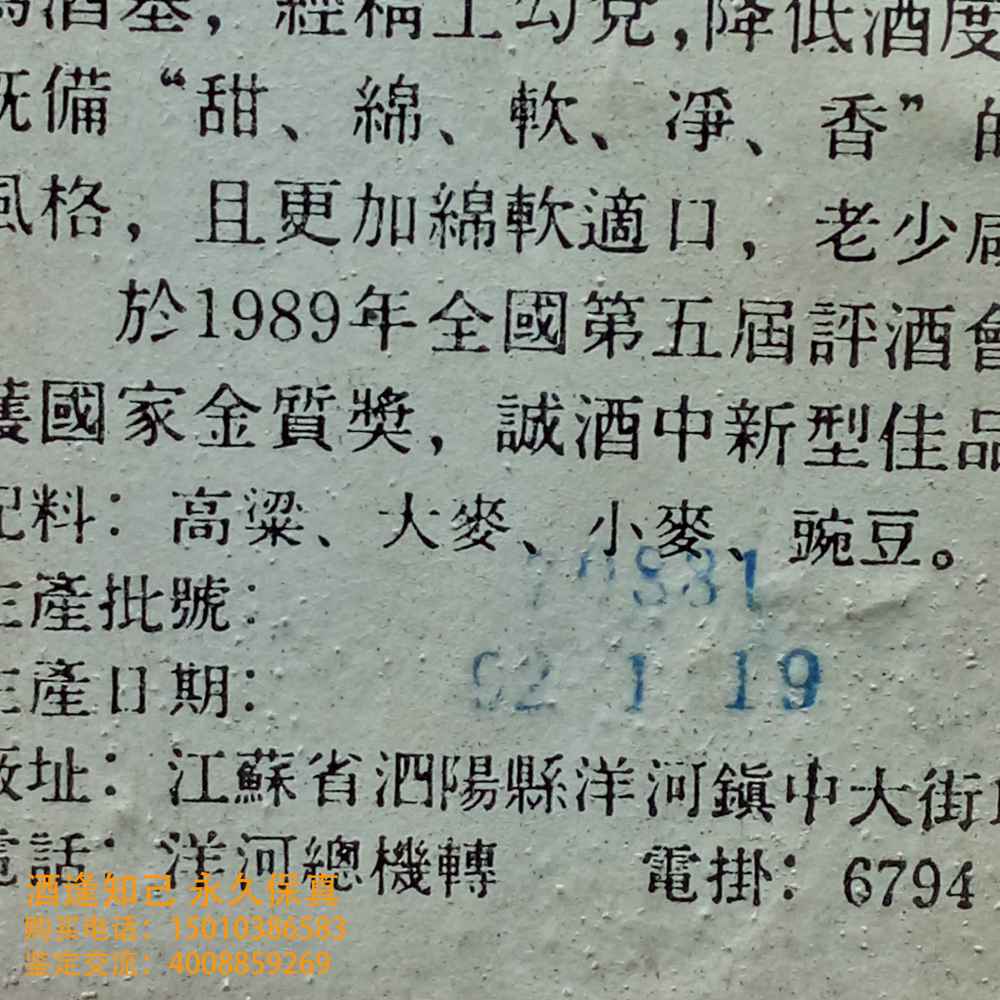 酒基，經精工勾兌，降低酒度
既備“甜、綿、軟、淨、香”的
風格，且更加綿軟適口，老少咸
於1989年全國第五屆評酒會
獲國家金質獎，誠酒中新型佳品
配料：高粱、大麥、小麥、豌豆。
生產批號：
生產日期：92 1 19
廠址：江蘇省泗陽縣洋河鎮中大街
電話：洋河總機轉 電掛：6794
酒逢知己 永久保真
购买电话：15010386583
鉴定交流：4008859269